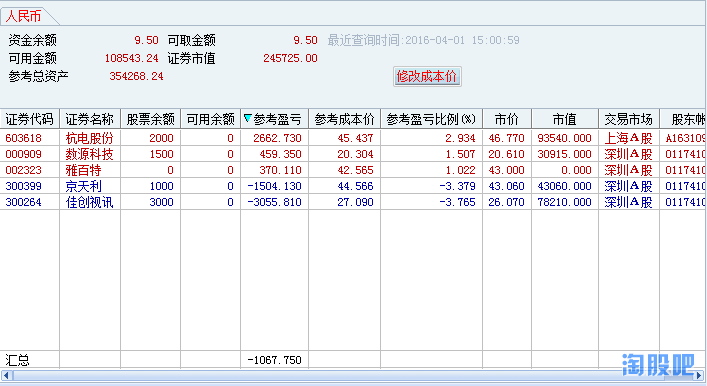 人民币
资金余额 9.50 可取金额 9.50 最近查询时间:2016-04-01 15:00:59
可用金额 108543.24 证券市值 245725.00
参考总资产 354268.24
修改成本价
证券代码 证券名称 股票余额 可用余额 参考盈亏 参考成本价 参考盈亏比例(%) 市价 市值 交易市场 股东帐
603618 杭电股份 2000 0 2662.730 45.437 2.934 46.770 93540.000 上海A股 A163109
000909 数源科技 1500 0 459.350 20.304 1.507 20.610 30915.000 深圳A股 0117410
002323 雅百特 0 0 370.110 42.565 1.022 43.000 0.000 深圳A股 0117410
300399 京天利 1000 0 -1504.130 44.566 -3.379 43.060 43060.000 深圳A股 0117410
300264 佳创视讯 3000 0 -3055.810 27.090 -3.765 26.070 78210.000 深圳A股 0117410
汇总 -1067.750
淘股吧